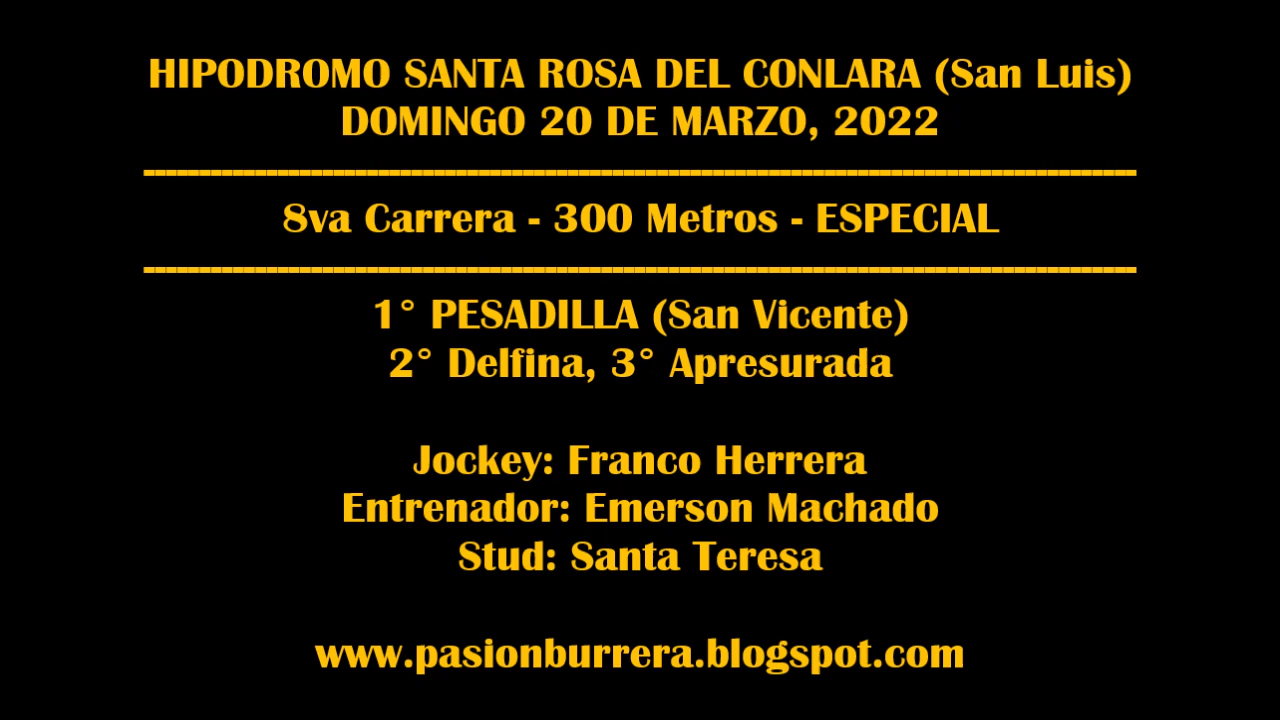 HIPODROMO SANTA ROSA DEL CONLARA (San Luis)
DOMINGO 20 DE MARZO, 2022
8va Carrera - 300 Metros - ESPECIAL
1° PESADILLA (San Vicente)
2° Delfina, 3° Apresurada
Jockey: Franco Herrera
Entrenador: Emerson Machado
Stud: Santa Teresa
www.pasionburrera.blogspot.com